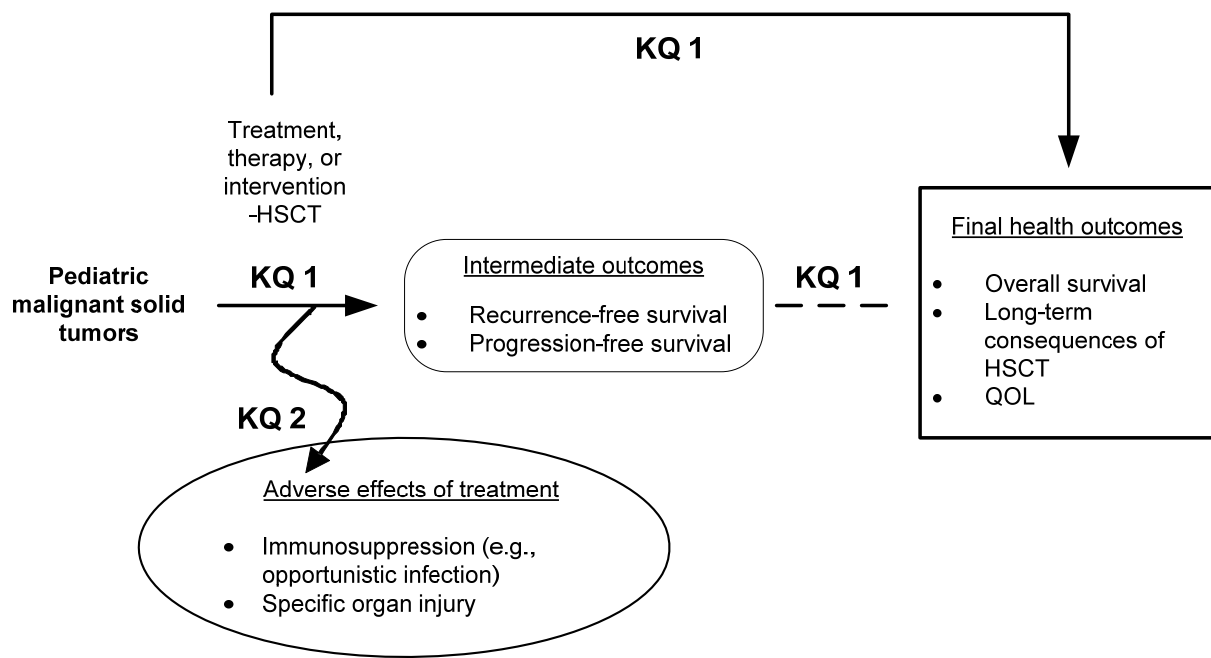 KQ 1
Treatment,
therapy, or
intervention
-HSCT
Pediatric
malignant solid
tumors
KQ 1
Intermediate outcomes
• Recurrence-free survival
• Progression-free survival
KQ 1
Final health outcomes
• Overall survival
• Long-term
consequences of
HSCT
• QOL
KQ 2
Adverse effects of treatment
• Immunosuppression (e.g.,
opportunistic infection)
• Specific organ injury